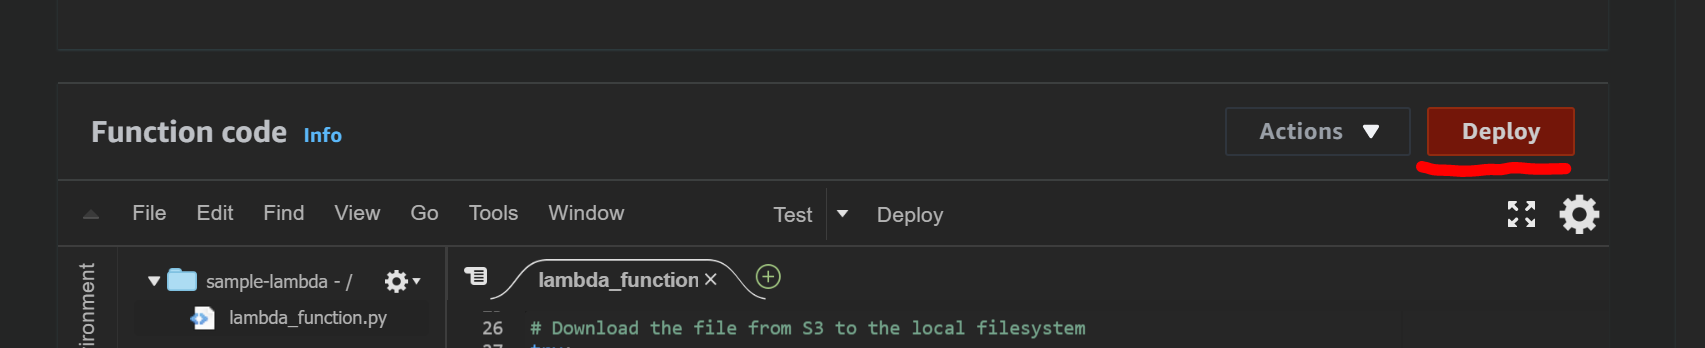 Function code Info
Actions Deploy
File Edit Find View Go Tools Window Test Deploy
sample-lambda - /
lambda_function.py
lambda_function
26 # Download the file from S3 to the local filesystem